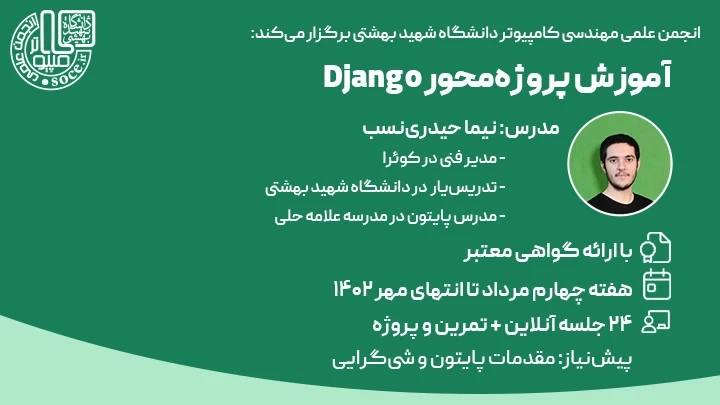 انجمن علمی مهندسی کامپیوتر دانشگاه شهید بهشتی برگزار می‌کند:
آموزش پروژه‌محور Django
مدرس: نیما حیدری‌نسب
- مدیر فنی در کوئرا
- تدریس‌یار در دانشگاه شهید بهشتی
- مدرس پایتون در مدرسه علامه حلی
با ارائه گواهی معتبر
هفته چهارم مرداد تا انتهای مهر ۱۴۰۲
۲۴ جلسه آنلاین + تمرین و پروژه
پیش‌نیاز: مقدمات پایتون و شی‌گرایی
soce.ir